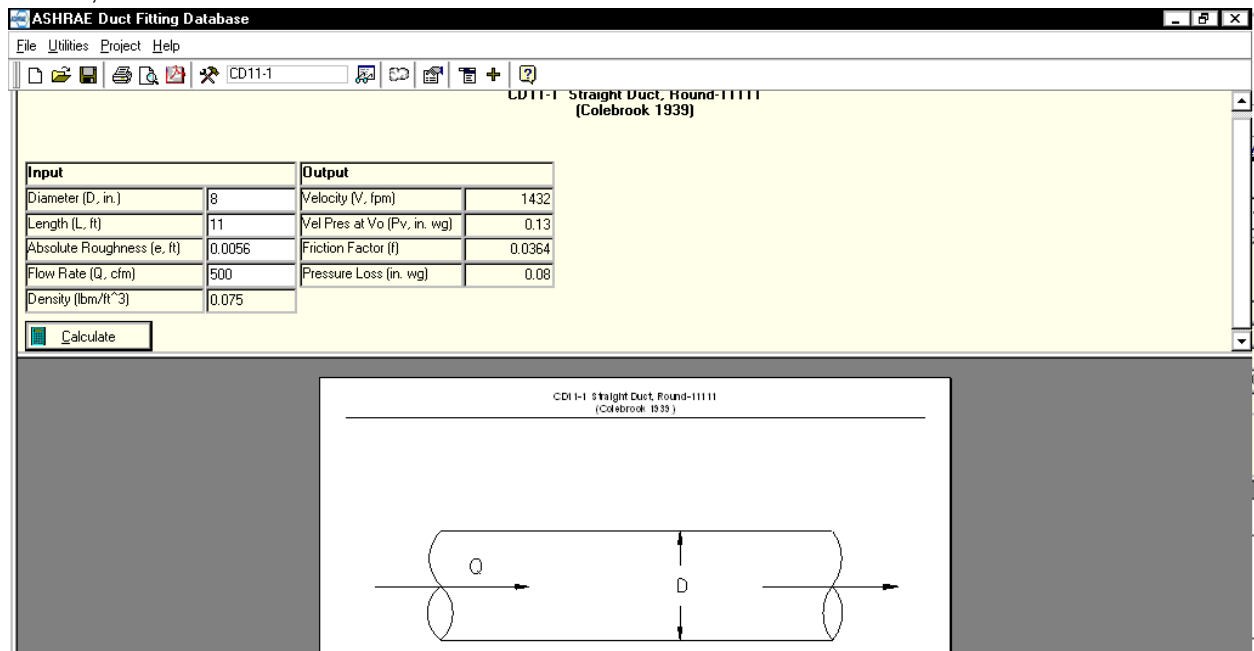 ASHRAE Duct Fitting Database
File Utilities Project Help
CD11-1
CD11-1 Straight Duct, Round-11111
(Colebrook 1939)
Input Output
Diameter (D, in.) 8 Velocity (V, fpm) 1432
Length (L, ft) 11 Vel Pres at Vo (Pv, in. wg) 0.13
Absolute Roughness (e, ft) 0.0056 Friction Factor (f) 0.0364
Flow Rate (Q, cfm) 500 Pressure Loss (in. wg) 0.08
Density (lbm/ft^3) 0.075
Calculate
CD11-1 Straight Duct, Round-11111
(Colebrook 1939)
Q
D